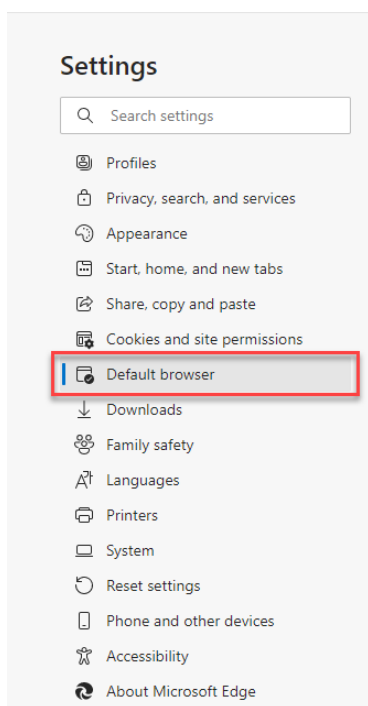 Settings
Search settings
Profiles
Privacy, search, and services
Appearance
Start, home, and new tabs
Share, copy and paste
Cookies and site permissions
Default browser
Downloads
Family safety
Languages
Printers
System
Reset settings
Phone and other devices
Accessibility
About Microsoft Edge